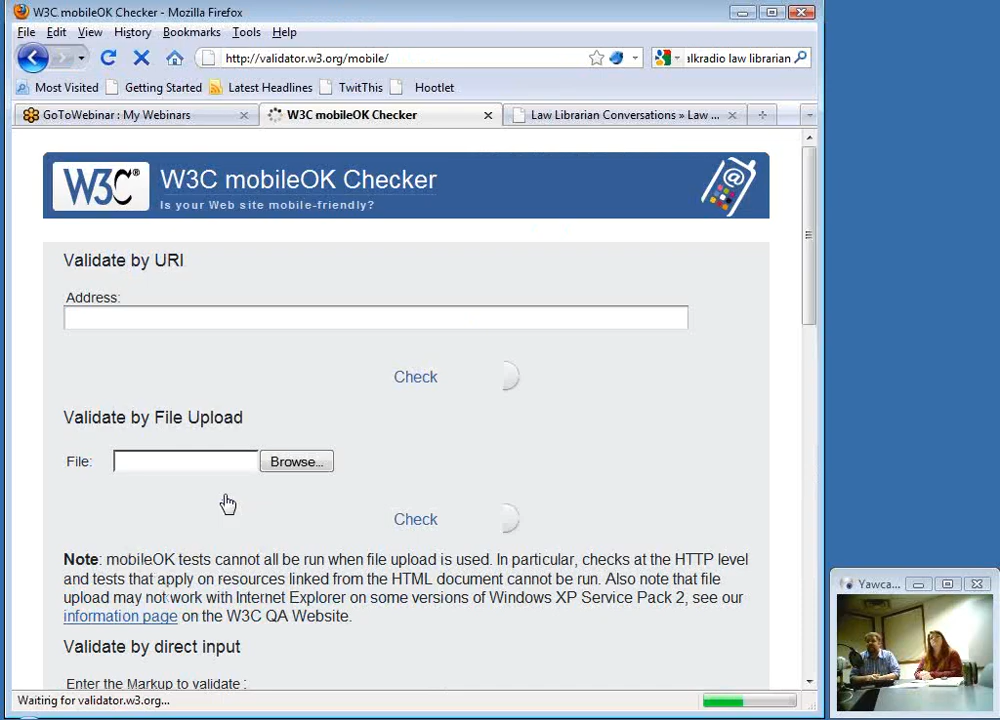 W3C mobileOK Checker - Mozilla Firefox
File Edit View History Bookmarks Tools Help
http://validator.w3.org/mobile/ alkradio law librarian
Most Visited Getting Started Latest Headlines TwitThis Hootlet
GoToWebinar : My Webinars W3C mobileOK Checker Law Librarian Conversations » Law ...
W3C® W3C mobileOK Checker
Is your Web site mobile-friendly?
Validate by URI
Address:
Check
Validate by File Upload
File: Browse...
Check
Note: mobileOK tests cannot all be run when file upload is used. In particular, checks at the HTTP level
and tests that apply on resources linked from the HTML document cannot be run. Also note that file
upload may not work with Internet Explorer on some versions of Windows XP Service Pack 2, see our
information page on the W3C QA Website.
Validate by direct input
Enter the Markup to validate :
Waiting for validator.w3.org...
Yawca...